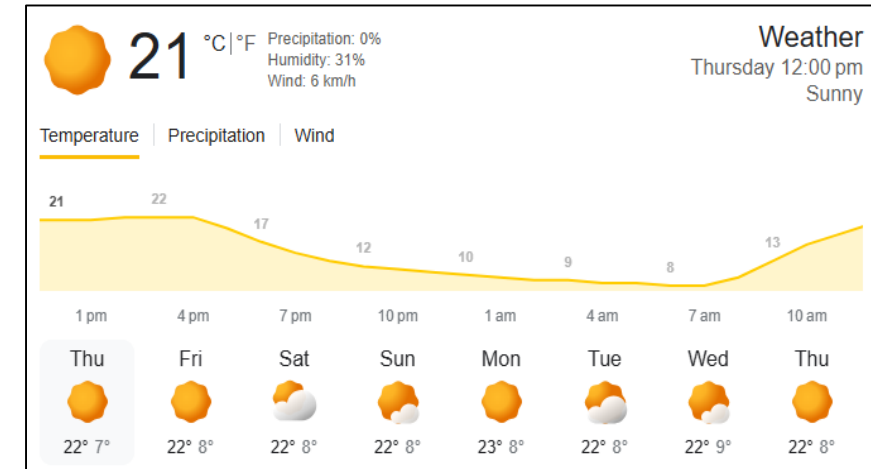 21 °C|°F
Precipitation: 0%
Humidity: 31%
Wind: 6 km/h
Weather
Thursday 12:00 pm
Sunny
Temperature Precipitation Wind
21 22 17 12 10 9 8 13
1 pm 4 pm 7 pm 10 pm 1 am 4 am 7 am 10 am
Thu Fri Sat Sun Mon Tue Wed Thu
22° 7° 22° 8° 22° 8° 22° 8° 23° 8° 22° 8° 22° 9° 22° 8°